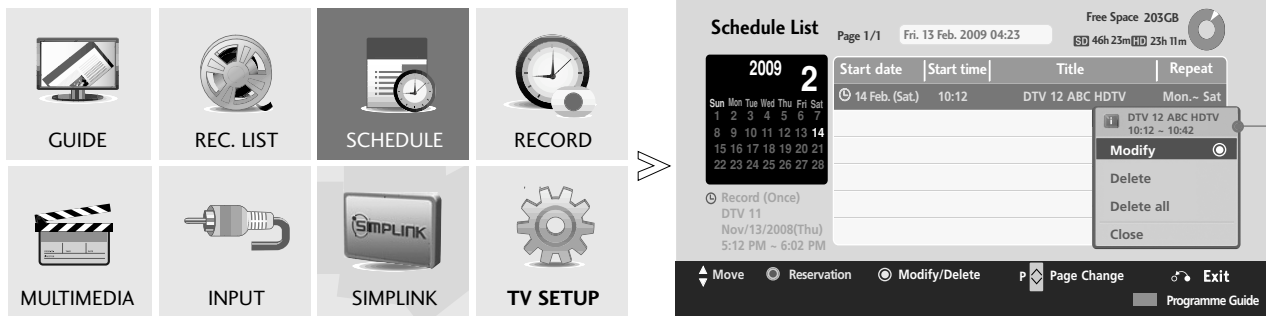 GUIDE
REC. LIST
SCHEDULE
RECORD
MULTIMEDIA
INPUT
SIMPLINK
SIMPLINK
TV SETUP
Schedule List
Page 1/1
Fri. 13 Feb. 2009 04:23
Free Space 203GB
SD 46h 23m HD 23h 11m
2009 2
Sun Mon Tue Wed Thu Fri Sat
1 2 3 4 5 6 7
8 9 10 11 12 13 14
15 16 17 18 19 20 21
22 23 24 25 26 27 28
Record (Once)
DTV 11
Nov/13/2008(Thu)
5:12 PM ~ 6:02 PM
Start date Start time Title Repeat
14 Feb. (Sat.) 10:12 DTV 12 ABC HDTV Mon.~ Sat
i DTV 12 ABC HDTV
10:12 ~ 10:42
Modify
Delete
Delete all
Close
Move Reservation Modify/Delete P Page Change Exit
Programme Guide